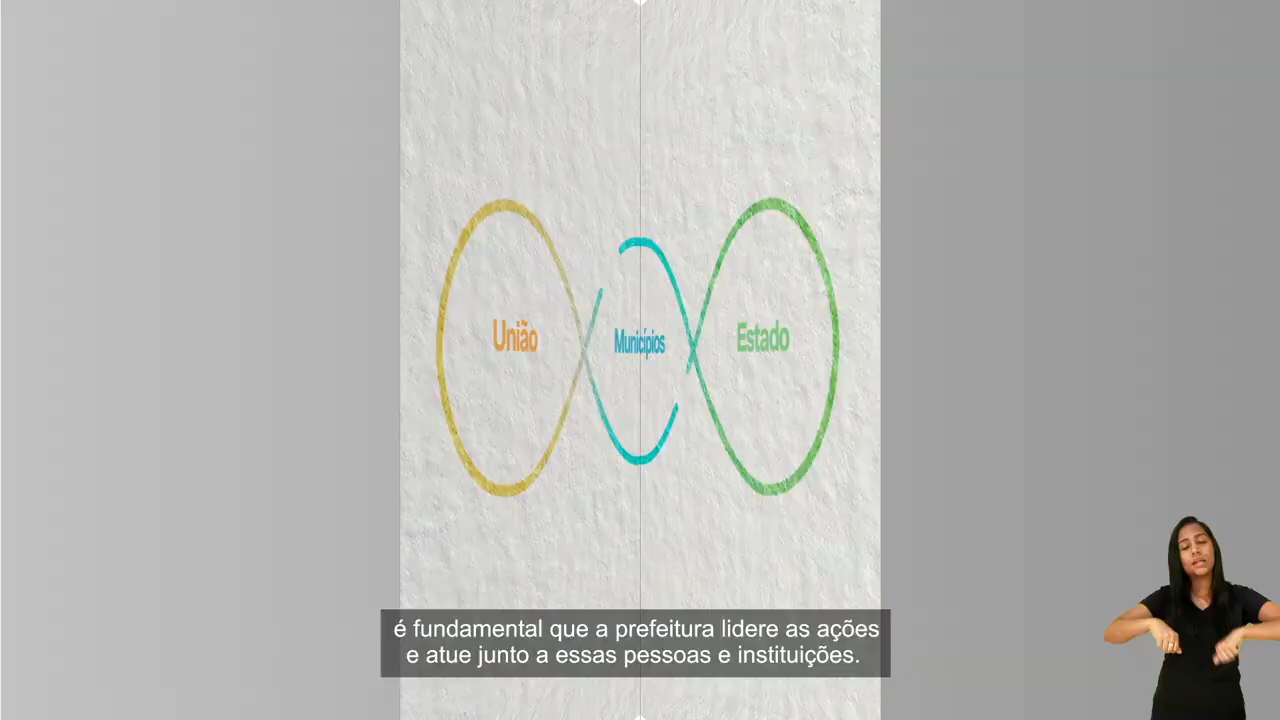 União
Municípios
Estado
é fundamental que a prefeitura lidere as ações
e atue junto a essas pessoas e instituições.